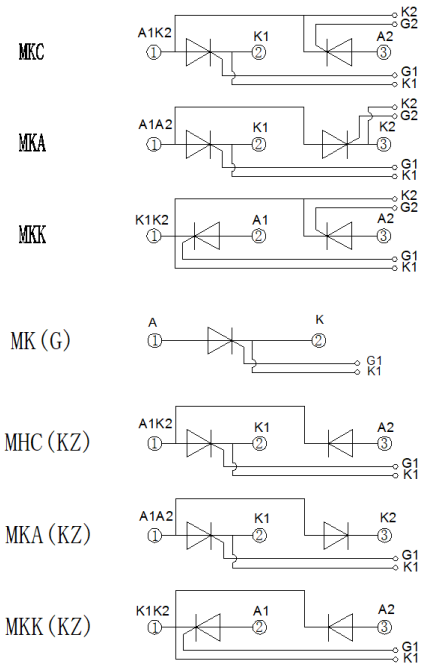 K2
A1K2 K1 A2 G2
MKC ① ② ③
G1
K1
K2
A1A2 K1 K2 G2
MKA ① ② ③
G1
K1
K2
K1K2 A1 A2 G2
MKK ① ② ③
G1
K1
A K
MK(G) ① ②
G1
K1
A1K2 K1 A2
MHC(KZ) ① ② ③
G1
K1
A1A2 K1 K2
MKA(KZ) ① ② ③
G1
K1
K1K2 A1 A2
MKK(KZ) ① ② ③
G1
K1